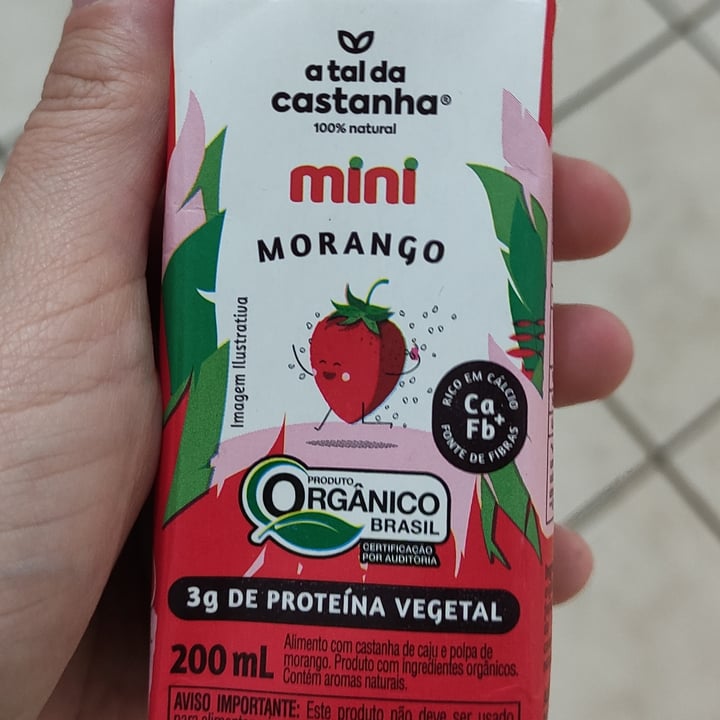 a tal da
castanha®
100% natural
mini
MORANGO
Imagem Ilustrativa
RICO EM CÁLCIO
Ca+
Fb
FONTE DE FIBRAS
PRODUTO
ORGÂNICO
BRASIL
CERTIFICAÇÃO
POR AUDITORIA
3g DE PROTEÍNA VEGETAL
200 mL
Alimento com castanha de caju e polpa de
morango. Produto com ingredientes orgânicos.
Contém aromas naturais.
AVISO IMPORTANTE: Este produto não deve ser usado
para